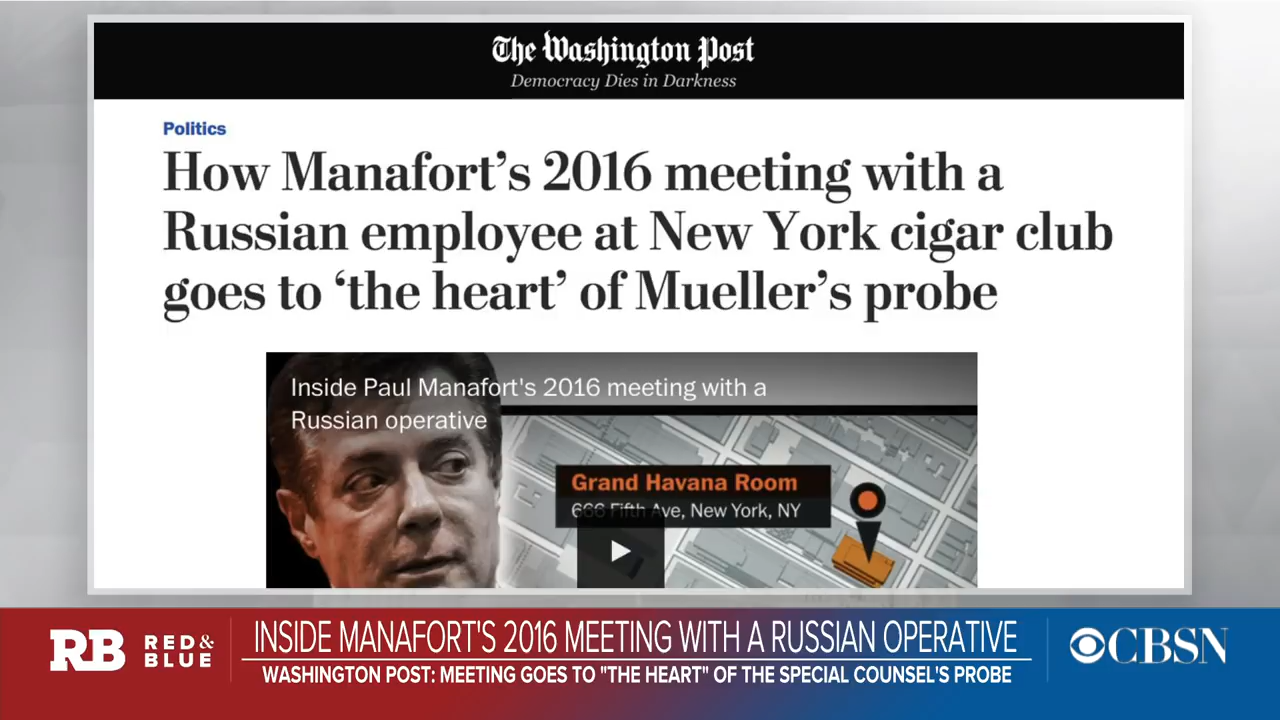 The Washington Post
Democracy Dies in Darkness
Politics
How Manafort’s 2016 meeting with a
Russian employee at New York cigar club
goes to ‘the heart’ of Mueller’s probe
Inside Paul Manafort's 2016 meeting with a
Russian operative
Grand Havana Room
666 Fifth Ave, New York, NY
RB RED&
BLUE
INSIDE MANAFORT'S 2016 MEETING WITH A RUSSIAN OPERATIVE
WASHINGTON POST: MEETING GOES TO "THE HEART" OF THE SPECIAL COUNSEL'S PROBE
CBSN